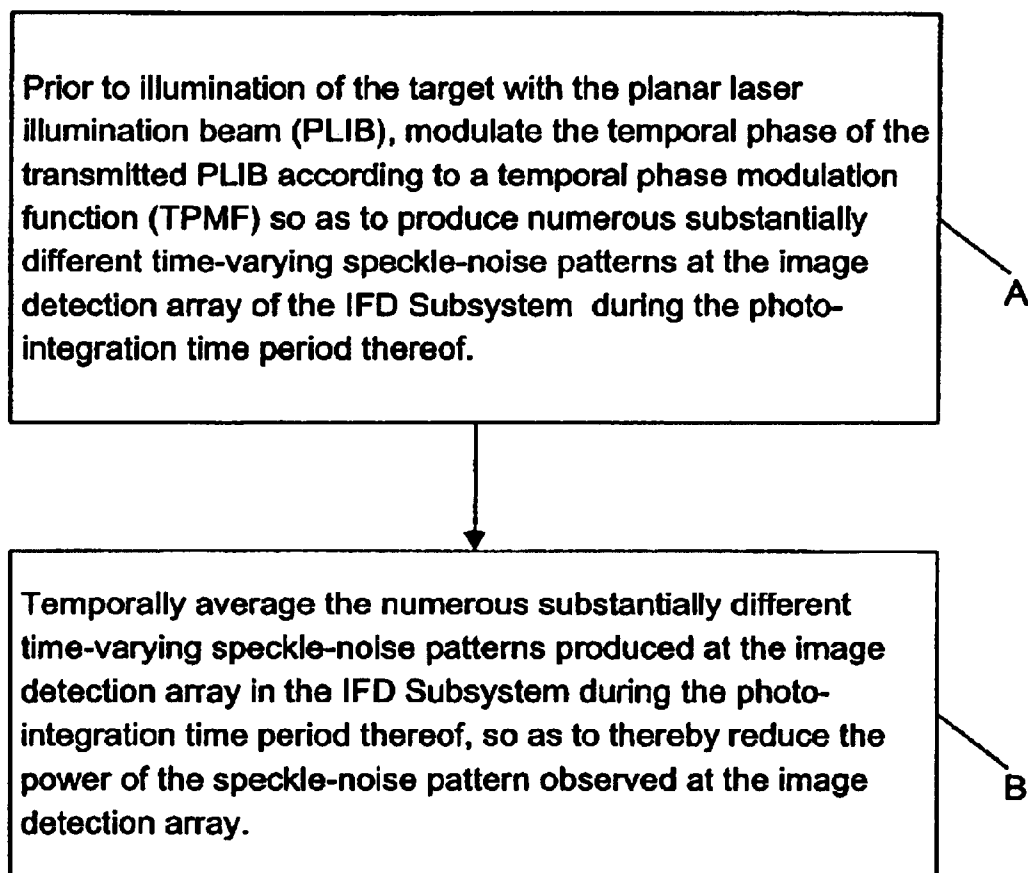 Prior to illumination of the target with the planar laser
illumination beam (PLIB), modulate the temporal phase of the
transmitted PLIB according to a temporal phase modulation
function (TPMF) so as to produce numerous substantially
different time-varying speckle-noise patterns at the image
detection array of the IFD Subsystem during the photo-
integration time period thereof.
A
Temporally average the numerous substantially different
time-varying speckle-noise patterns produced at the image
detection array in the IFD Subsystem during the photo-
integration time period thereof, so as to thereby reduce the
power of the speckle-noise pattern observed at the image
detection array.
B